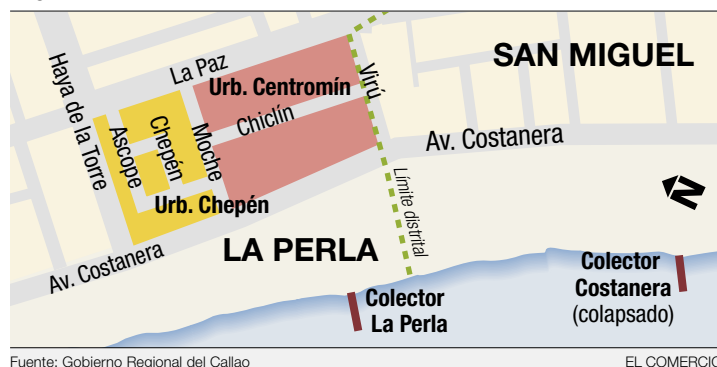 SAN MIGUEL
La Paz
Urb. Centromín
Virú
Haya de la Torre
Ascope
Chepén
Moche
Chiclín
Av. Costanera
Urb. Chepén
Límite distrital
N
LA PERLA
Av. Costanera
Colector
La Perla
Colector
Costanera
(colapsado)
Fuente: Gobierno Regional del Callao
EL COMERCIO